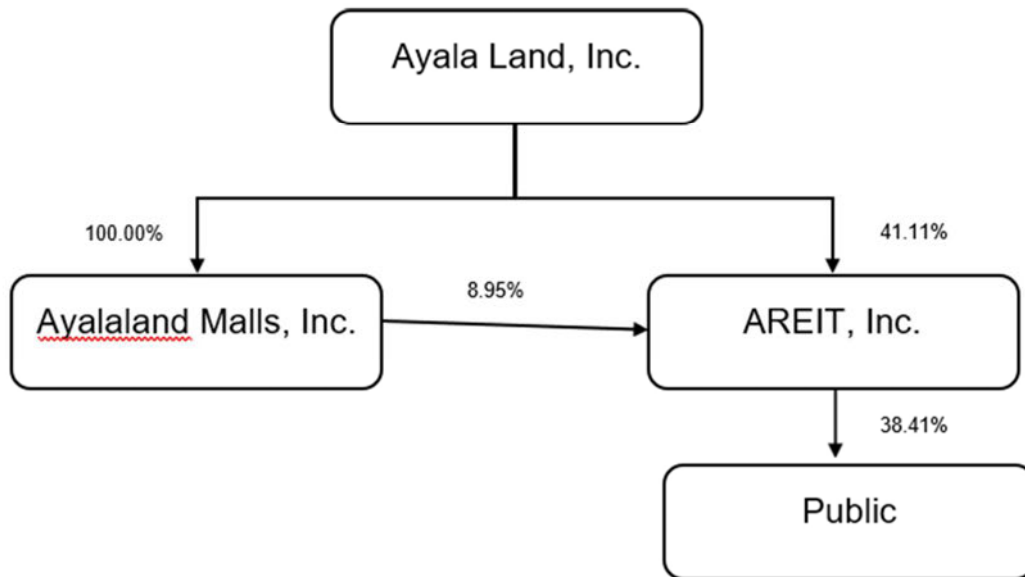 Ayala Land, Inc.
100.00%
41.11%
8.95%
Ayalaland Malls, Inc.
AREIT, Inc.
38.41%
Public